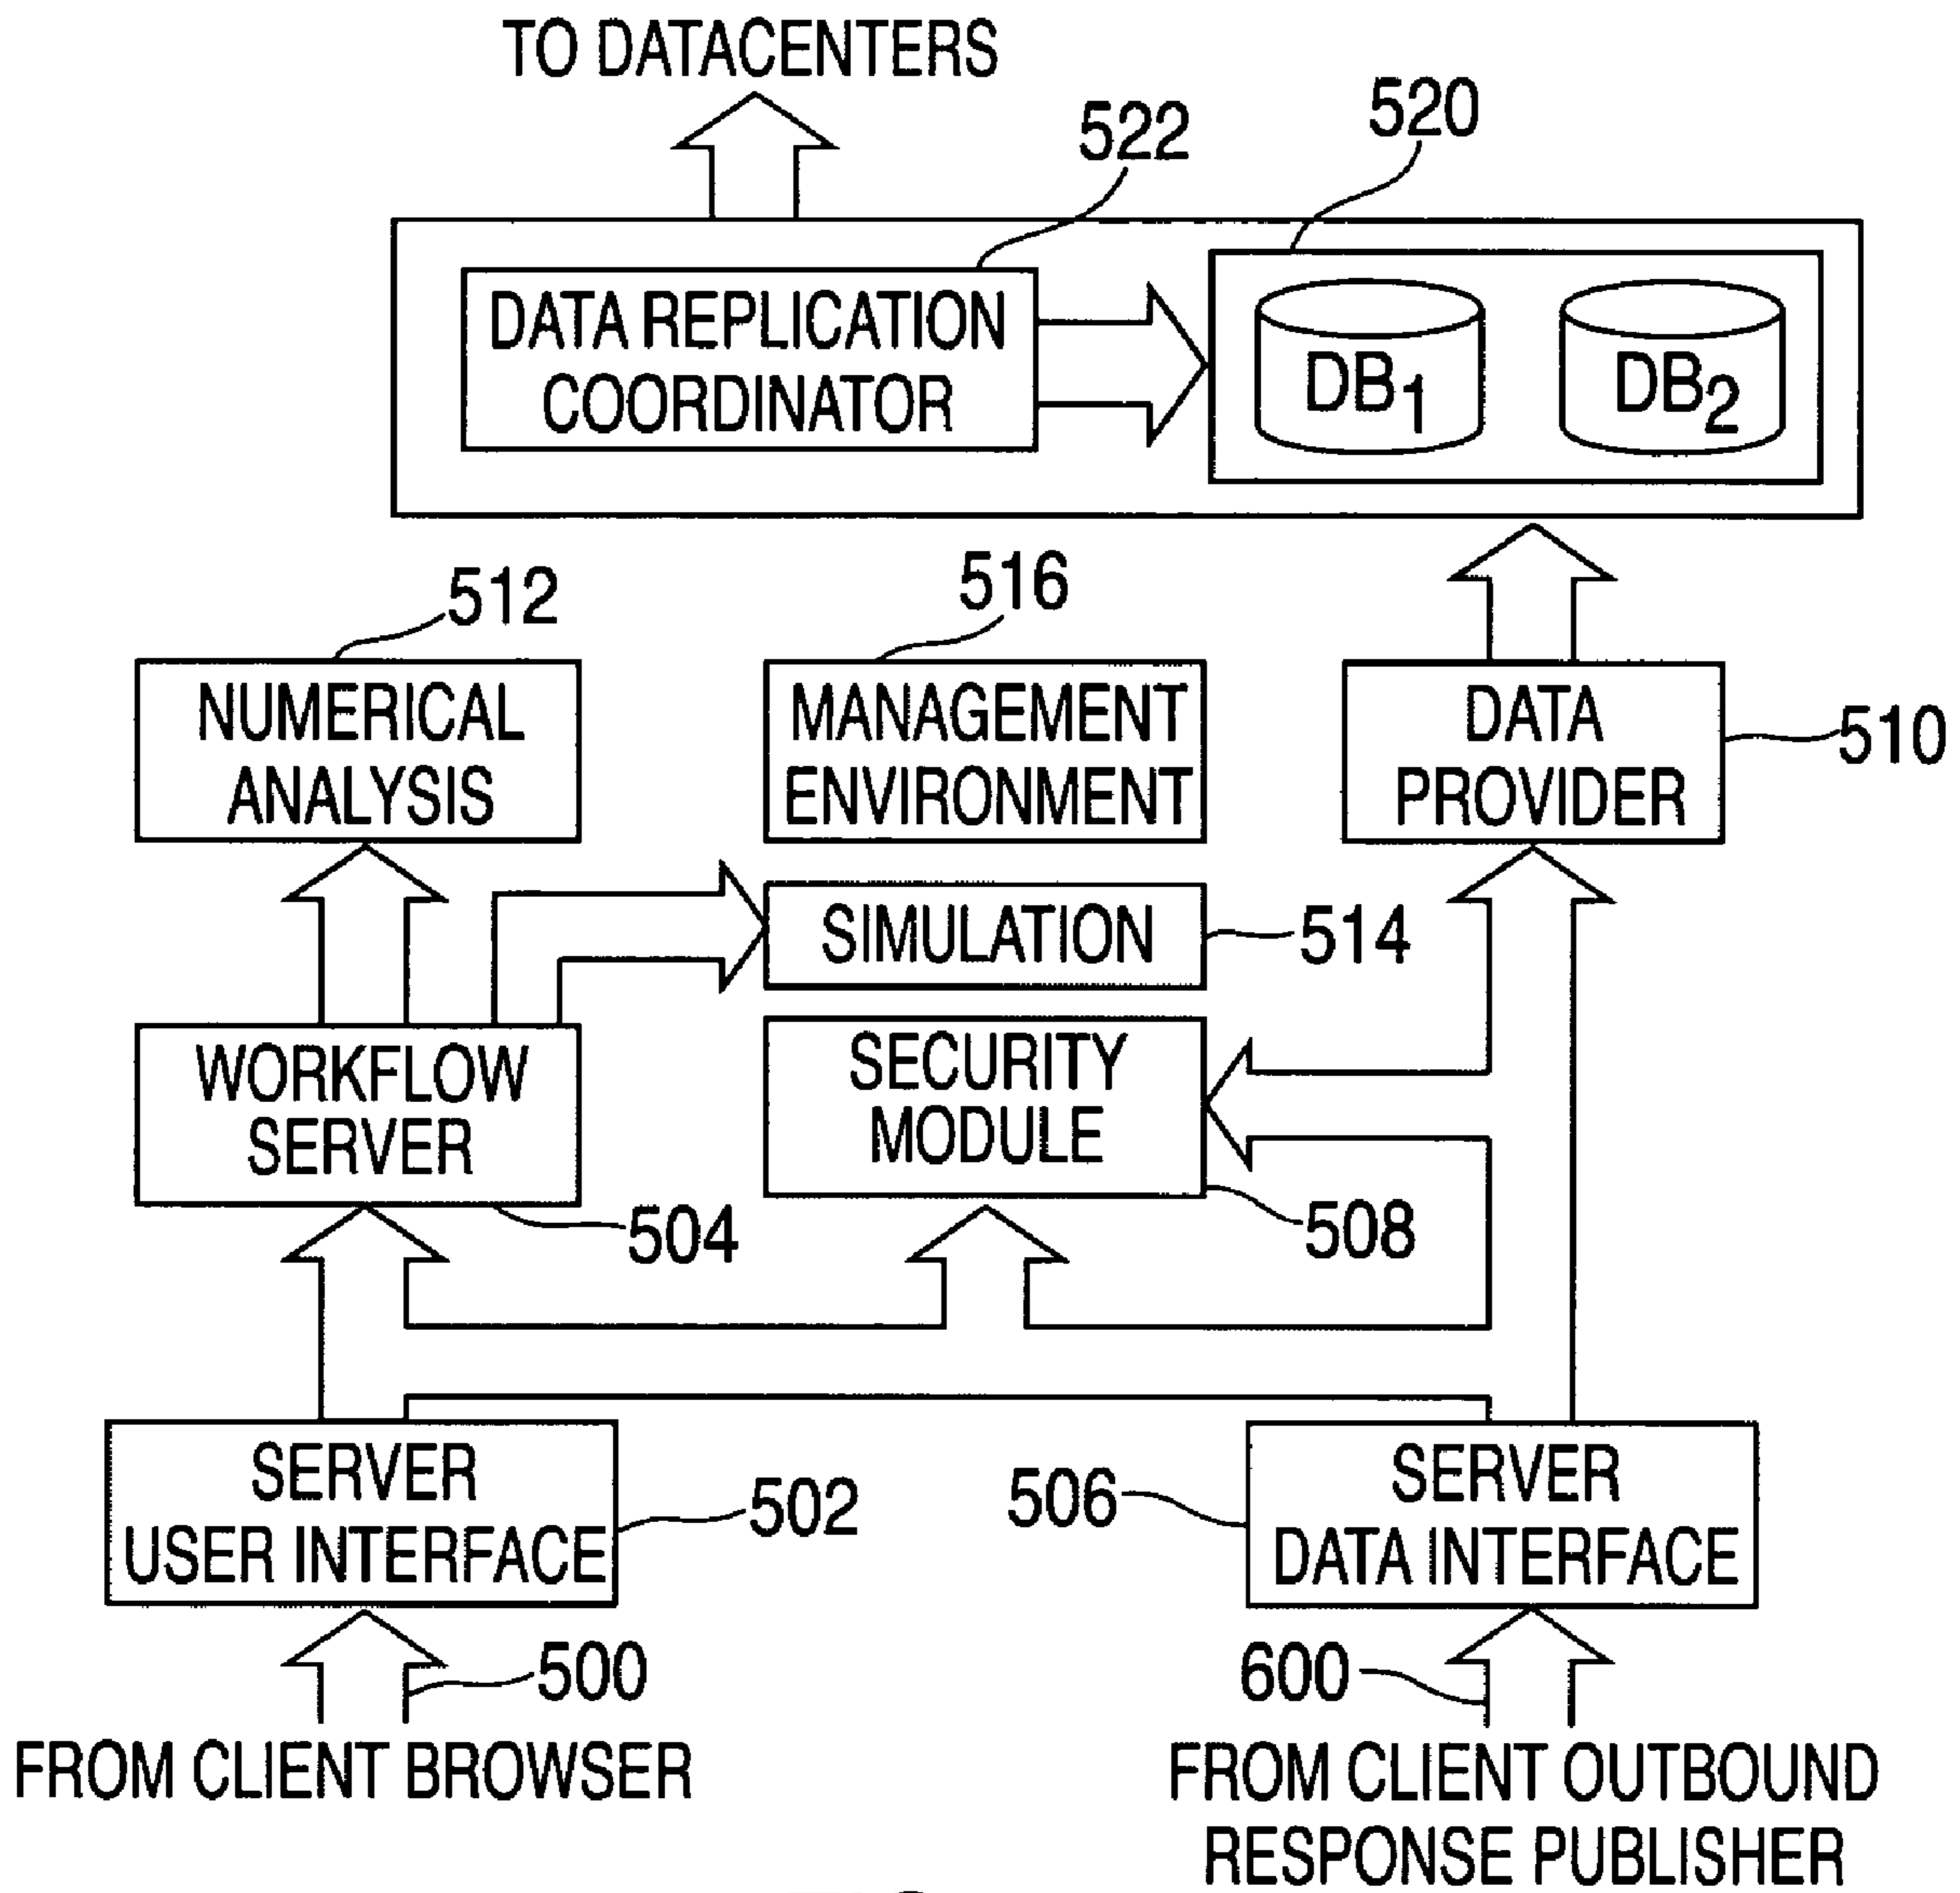 TO DATACENTERS
522
520
DATA REPLICATION
COORDINATOR
DB1
DB2
512
516
NUMERICAL
ANALYSIS
MANAGEMENT
ENVIRONMENT
DATA
PROVIDER
510
SIMULATION
514
WORKFLOW
SERVER
504
SECURITY
MODULE
508
SERVER
USER INTERFACE
502
506
SERVER
DATA INTERFACE
500
600
FROM CLIENT BROWSER
FROM CLIENT OUTBOUND
RESPONSE PUBLISHER